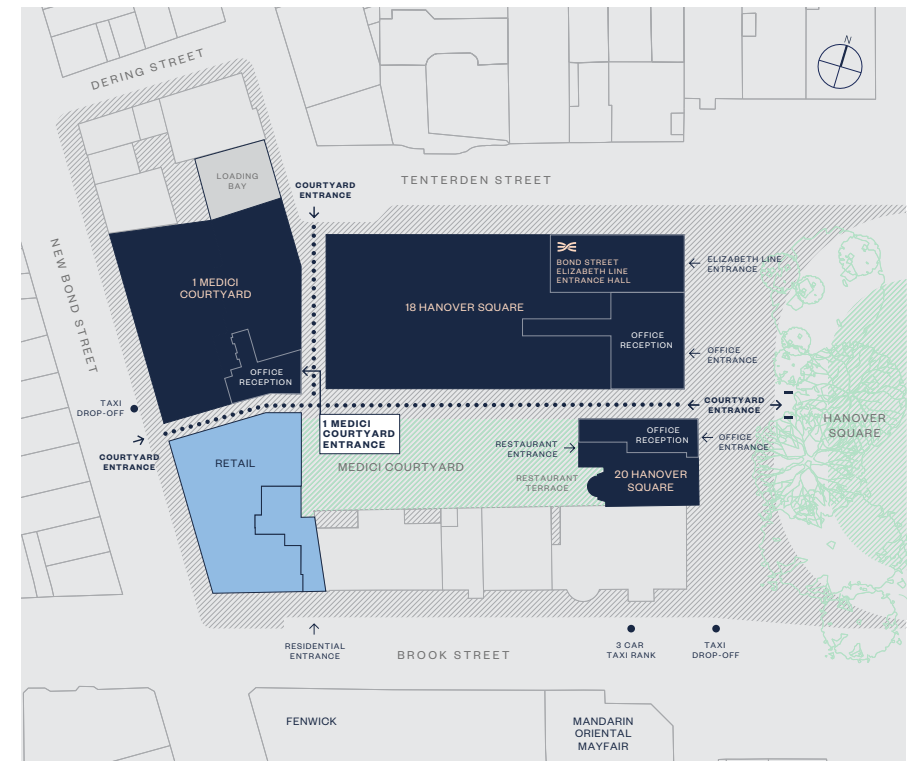 DERING STREET
N
LOADING
BAY
COURTYARD
ENTRANCE
TENTERDEN STREET
NEW BOND STREET
1 MEDICI
COURTYARD
BOND STREET
ELIZABETH LINE
ENTRANCE HALL
ELIZABETH LINE
ENTRANCE
18 HANOVER SQUARE
OFFICE
RECEPTION
OFFICE
ENTRANCE
OFFICE
RECEPTION
TAXI
DROP-OFF
COURTYARD
ENTRANCE
HANOVER
SQUARE
1 MEDICI
COURTYARD
ENTRANCE
COURTYARD
ENTRANCE
RETAIL
MEDICI COURTYARD
RESTAURANT
ENTRANCE
OFFICE
RECEPTION
OFFICE
ENTRANCE
RESTAURANT
TERRACE
20 HANOVER
SQUARE
RESIDENTIAL
ENTRANCE
BROOK STREET
3 CAR
TAXI RANK
TAXI
DROP-OFF
FENWICK
MANDARIN
ORIENTAL
MAYFAIR